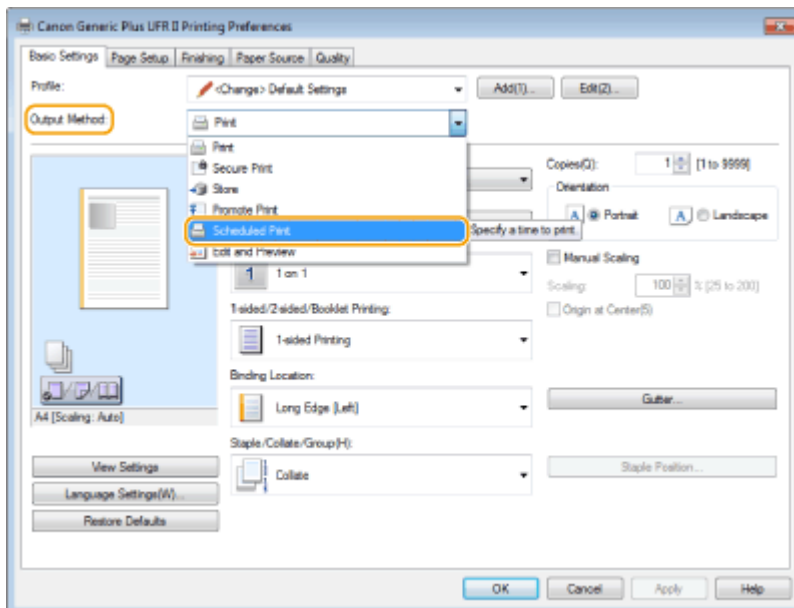 Canon Generic Plus UFR II Printing Preferences
Basic Settings Page Setup Finishing Paper Source Quality
Profile: <Change> Default Settings Add(1)... Edit(2)...
Output Method: Print
Print
Secure Print
Store
Promote Print
Scheduled Print
Edit and Preview
Specify a time to print.
Copies(Q): 1 [1 to 9999]
Orientation
A Portrait A Landscape
Manual Scaling
Scaling: 100 % [25 to 200]
Origin at Center(5)
1 1 on 1
1-sided/2-sided/Booklet Printing:
1-sided Printing
Binding Location:
Long Edge [Left]
Gutter...
A4 [Scaling: Auto]
Staple/Collate/Group(H):
Collate
Staple Position...
View Settings
Language Settings(W)...
Restore Defaults
OK Cancel Apply Help